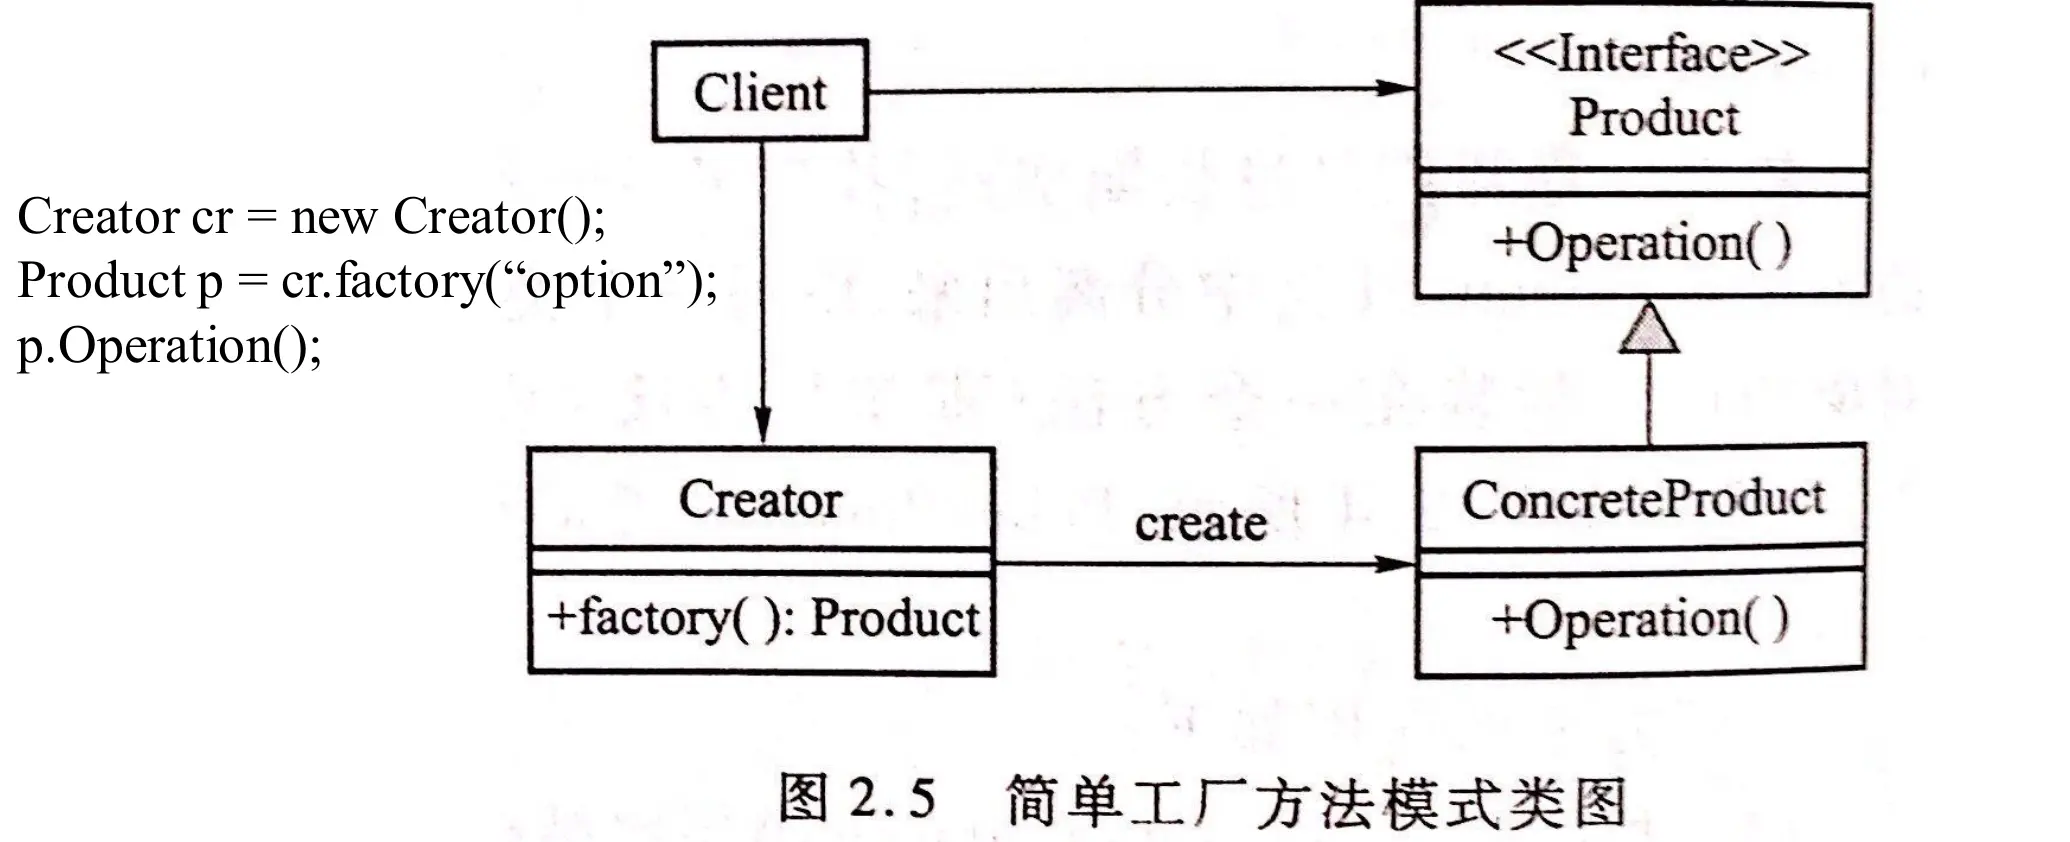 Client
<<Interface>>
Product
+Operation( )
Creator cr = new Creator();
Product p = cr.factory(“option”);
p.Operation();
Creator
+factory( ): Product
create
ConcreteProduct
+Operation( )
图 2.5 简单工厂方法模式类图